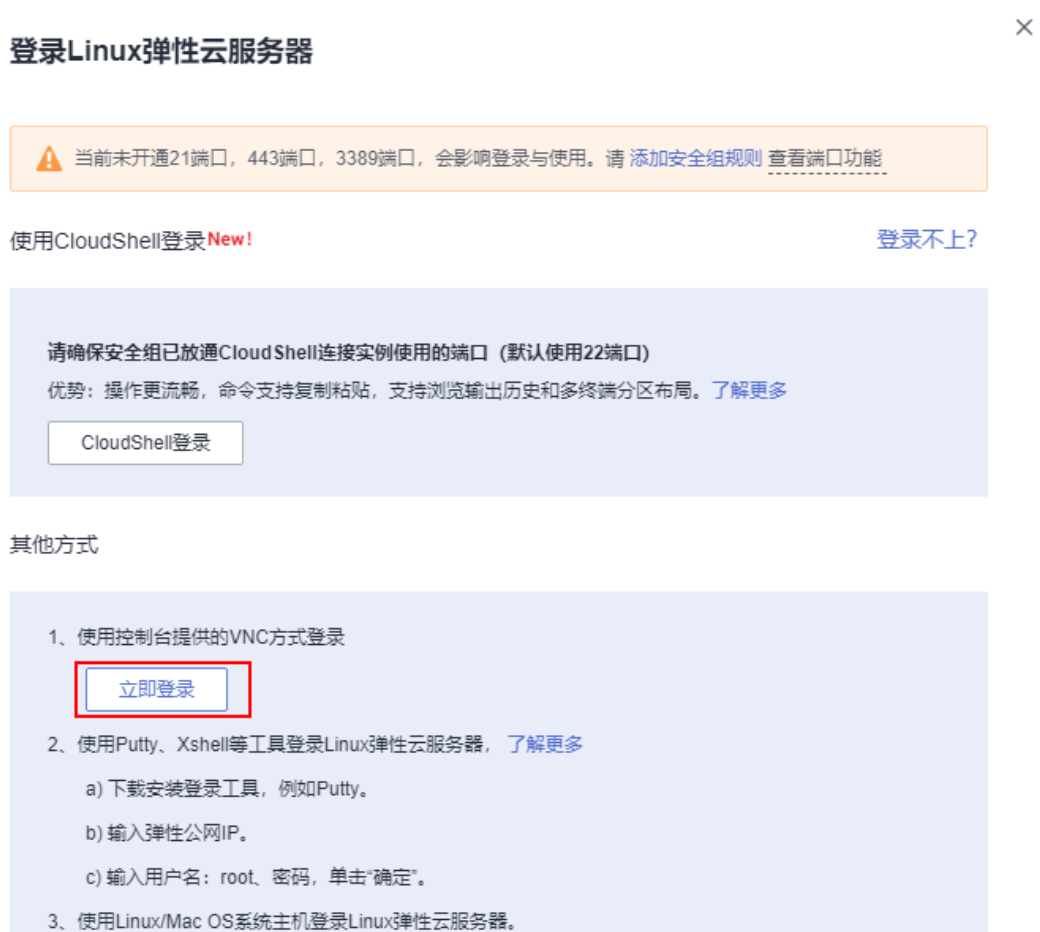 登录Linux弹性云服务器
当前未开通21端口，443端口，3389端口，会影响登录与使用。请 添加安全组规则 查看端口功能
使用CloudShell登录New! 登录不上?
请确保安全组已放通CloudShell连接实例使用的端口（默认使用22端口)
优势：操作更流畅，命令支持复制粘贴，支持浏览输出历史和多终端分区布局。了解更多
CloudShell登录
其他方式
1、使用控制台提供的VNC方式登录
立即登录
2、使用Putty、Xshell等工具登录Linux弹性云服务器， 了解更多
a) 下载安装登录工具，例如Putty。
b) 输入弹性公网IP。
c) 输入用户名：root、密码，单击“确定”。
3、使用Linux/Mac OS系统主机登录Linux弹性云服务器。